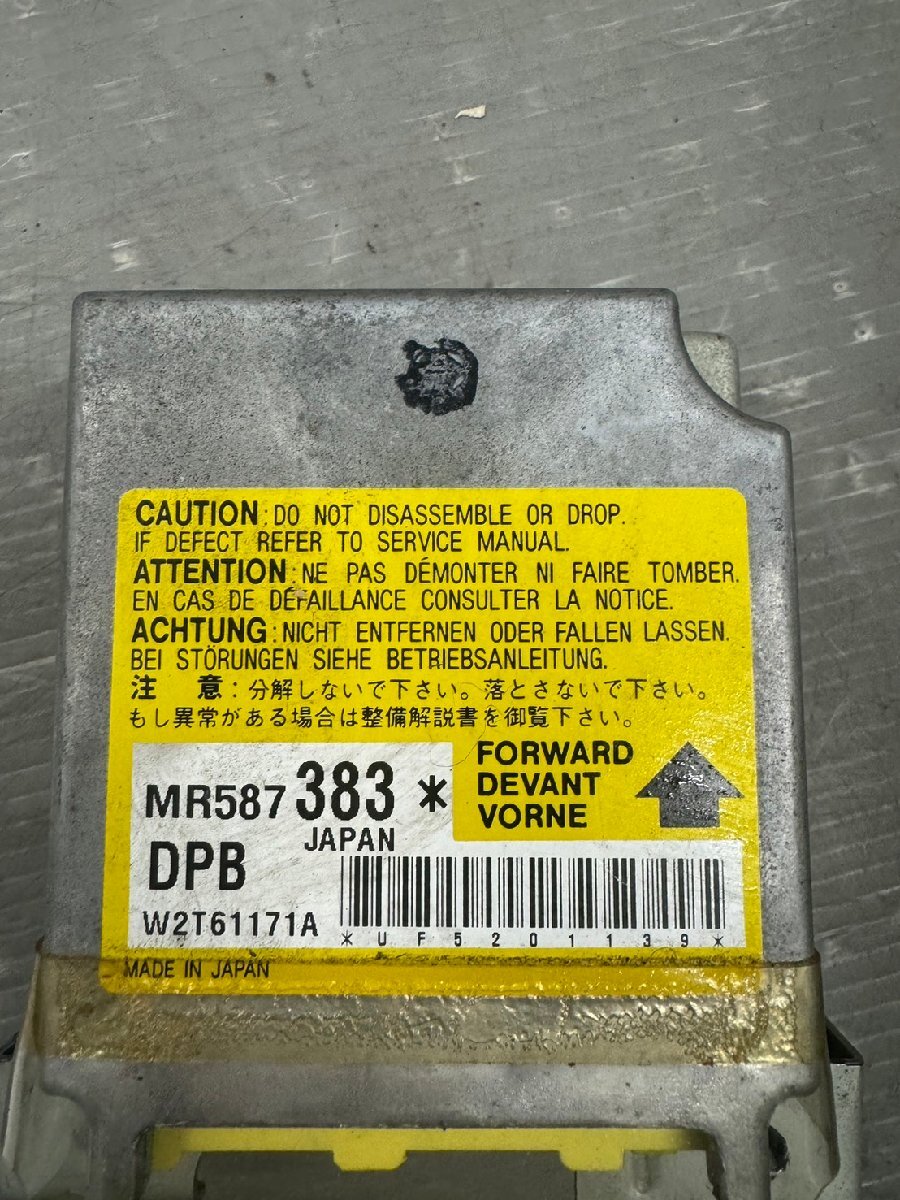 CAUTION : DO NOT DISASSEMBLE OR DROP.
IF DEFECT REFER TO SERVICE MANUAL.
ATTENTION : NE PAS DÉMONTER NI FAIRE TOMBER.
EN CAS DE DÉFAILLANCE CONSULTER LA NOTICE.
ACHTUNG : NICHT ENTFERNEN ODER FALLEN LASSEN.
BEI STÖRUNGEN SIEHE BETRIEBSANLEITUNG.
注 意：分解しないで下さい。落とさないで下さい。
もし異常がある場合は整備解説書を御覧下さい。
FORWARD
DEVANT
VORNE
MR587 383 *
JAPAN
DPB
W2T61171A
*UF5201139*
MADE IN JAPAN